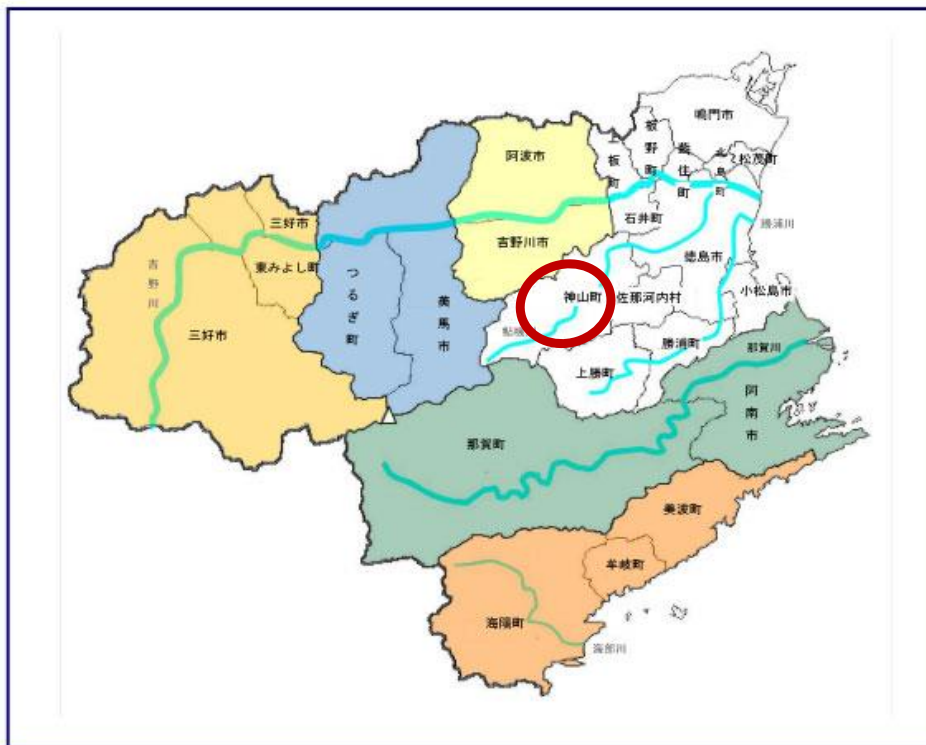 鳴門市
板野町
上板町
藍住町
北島町
松茂町
阿波市
石井町
三好市
吉野川市
勝浦川
徳島市
東みよし町
吉野川
つるぎ町
美馬市
神山町
佐那河内村
小松島市
三好市
勝浦町
那賀川
上勝町
阿南市
那賀町
美波町
牟岐町
海陽町
海部川